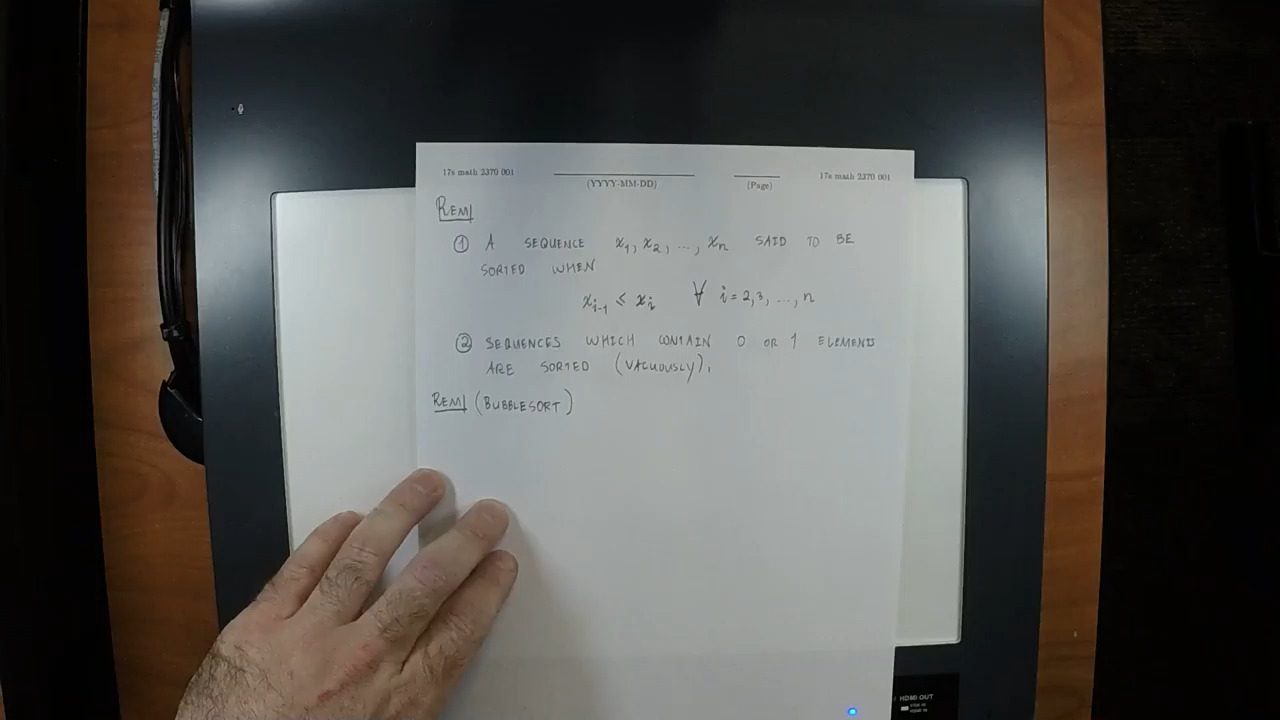 17s math 2370 001 (YYYY-MM-DD) (Page) 17s math 2370 001
REM
① A SEQUENCE x₁, x₂, ..., xₙ SAID TO BE
SORTED WHEN
xᵢ₋₁ ≤ xᵢ ∀ i = 2,3, ..., n
② SEQUENCES WHICH CONTAIN 0 OR 1 ELEMENTS
ARE SORTED (VACUOUSLY).
REM (BUBBLESORT)
HDMI OUT